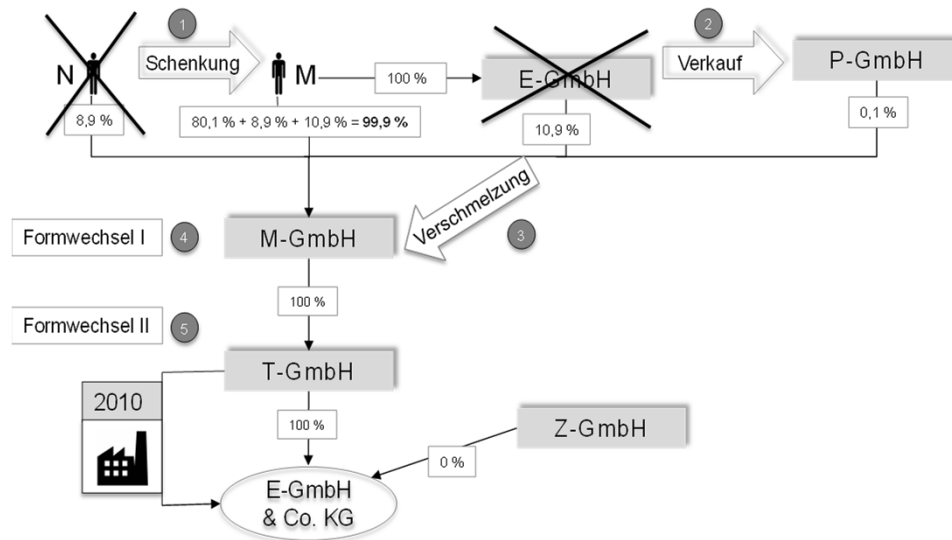 1
2
N
Schenkung
M
100 %
E-GmbH
Verkauf
P-GmbH
8,9 %
80,1 % + 8,9 % + 10,9 % = 99,9 %
10,9 %
0,1 %
Verschmelzung
3
Formwechsel I
4
M-GmbH
100 %
Formwechsel II
5
T-GmbH
2010
100 %
Z-GmbH
0 %
E-GmbH
& Co. KG